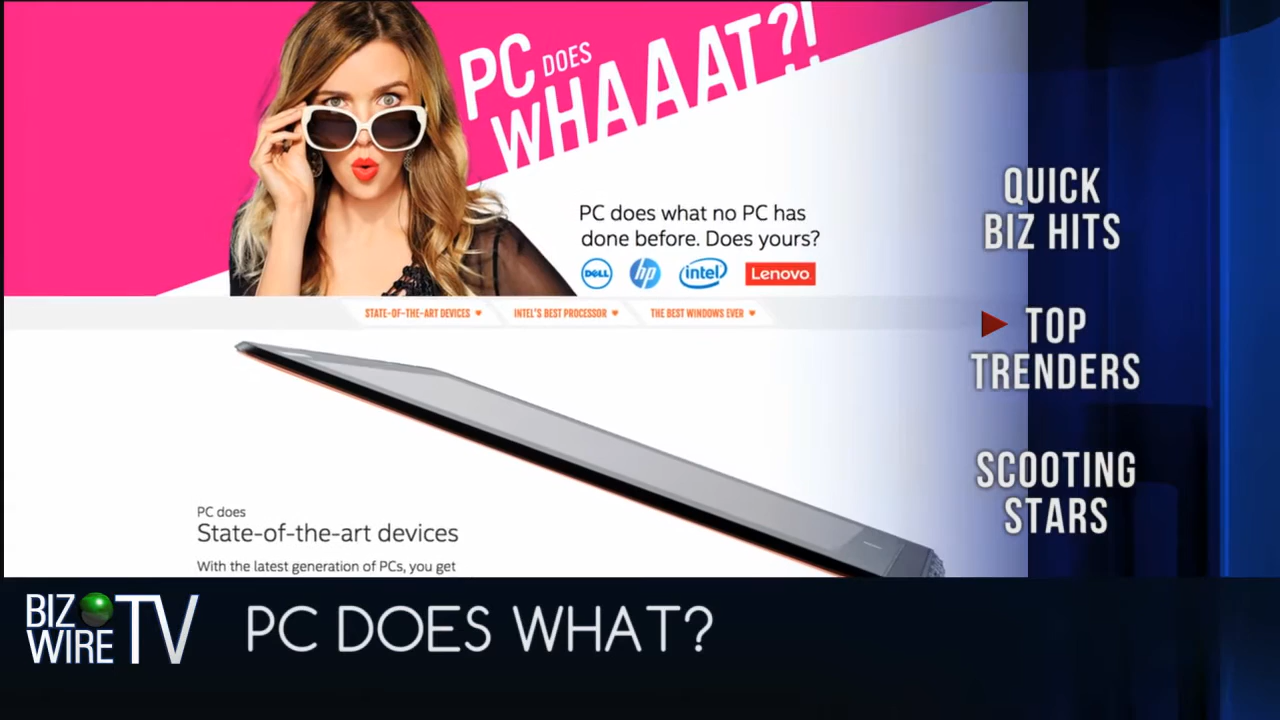 PC DOES
WHAAAT?!
PC does what no PC has
done before. Does yours?
DELL hp intel Lenovo
STATE-OF-THE-ART DEVICES INTEL'S BEST PROCESSOR THE BEST WINDOWS EVER
PC does
State-of-the-art devices
With the latest generation of PCs, you get
QUICK
BIZ HITS
TOP
TRENDERS
SCOOTING
STARS
BIZ
WIRE TV
PC DOES WHAT?